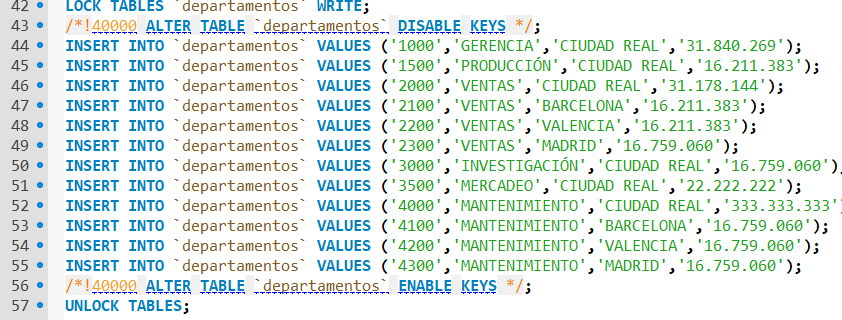 42 LOCK TABLES `departamentos` WRITE;
43 /*!40000 ALTER TABLE `departamentos` DISABLE KEYS */;
44 INSERT INTO `departamentos` VALUES ('1000','GERENCIA','CIUDAD REAL','31.840.269');
45 INSERT INTO `departamentos` VALUES ('1500','PRODUCCIÓN','CIUDAD REAL','16.211.383');
46 INSERT INTO `departamentos` VALUES ('2000','VENTAS','CIUDAD REAL','31.178.144');
47 INSERT INTO `departamentos` VALUES ('2100','VENTAS','BARCELONA','16.211.383');
48 INSERT INTO `departamentos` VALUES ('2200','VENTAS','VALENCIA','16.211.383');
49 INSERT INTO `departamentos` VALUES ('2300','VENTAS','MADRID','16.759.060');
50 INSERT INTO `departamentos` VALUES ('3000','INVESTIGACIÓN','CIUDAD REAL','16.759.060')
51 INSERT INTO `departamentos` VALUES ('3500','MERCADEO','CIUDAD REAL','22.222.222');
52 INSERT INTO `departamentos` VALUES ('4000','MANTENIMIENTO','CIUDAD REAL','333.333.333')
53 INSERT INTO `departamentos` VALUES ('4100','MANTENIMIENTO','BARCELONA','16.759.060');
54 INSERT INTO `departamentos` VALUES ('4200','MANTENIMIENTO','VALENCIA','16.759.060');
55 INSERT INTO `departamentos` VALUES ('4300','MANTENIMIENTO','MADRID','16.759.060');
56 /*!40000 ALTER TABLE `departamentos` ENABLE KEYS */;
57 UNLOCK TABLES;